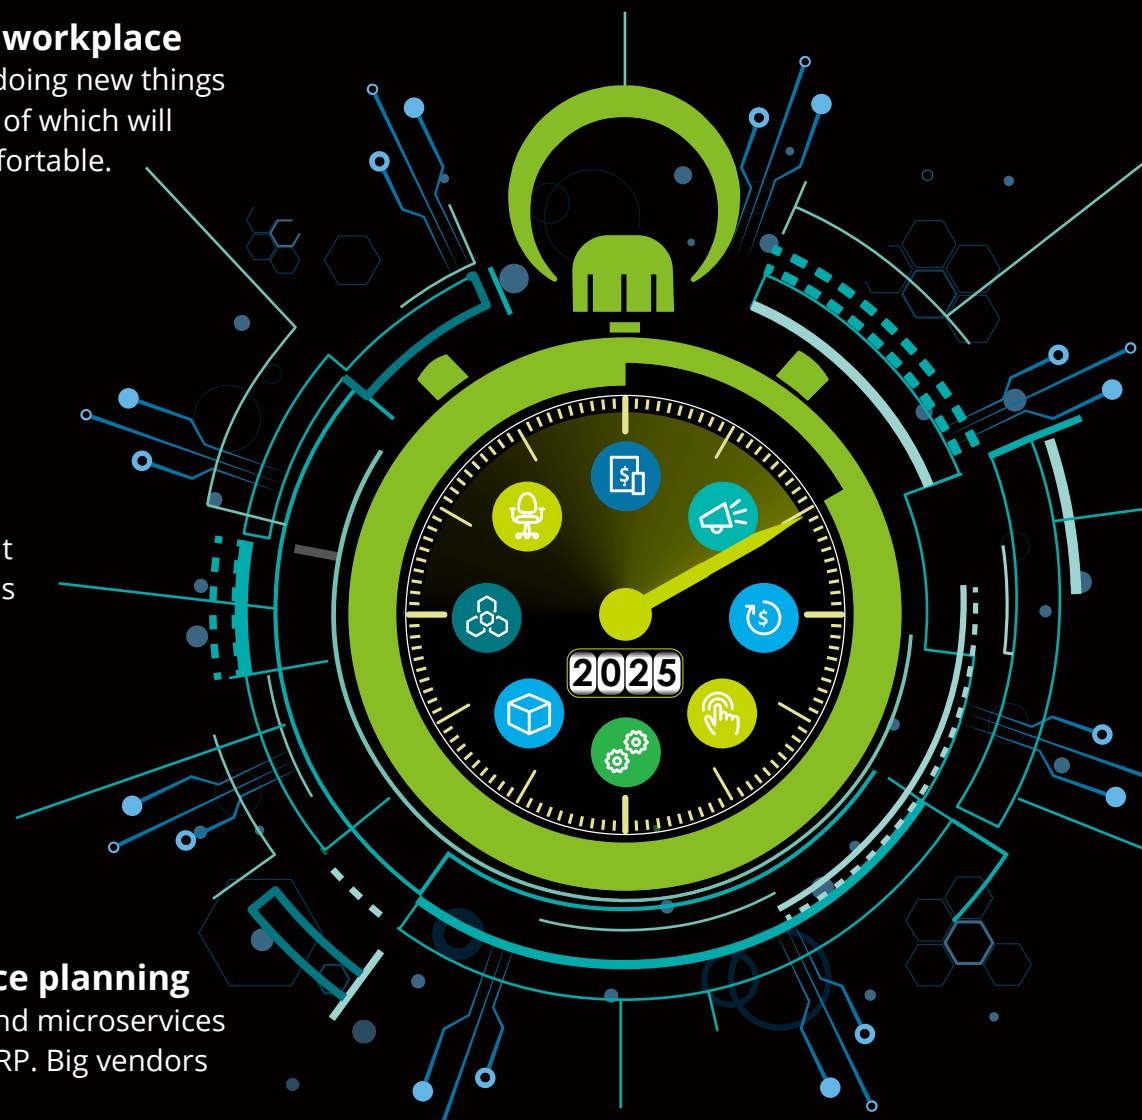 workplace
doing new things
of which will
fortable.
t
s
2025
ce planning
nd microservices
RP. Big vendors